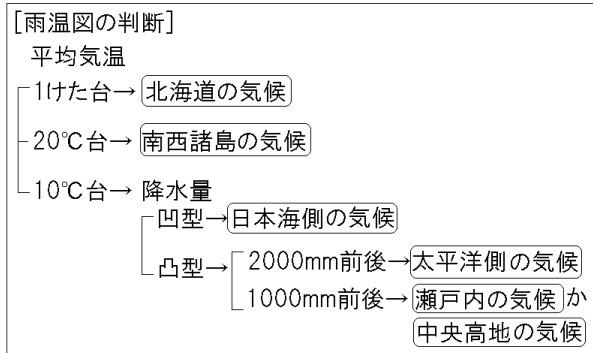 [雨温図の判断]
平均気温
1けた台→北海道の気候
20℃台→南西諸島の気候
10℃台→降水量
凹型→日本海側の気候
凸型→2000mm前後→太平洋側の気候
1000mm前後→瀬戸内の気候か
中央高地の気候